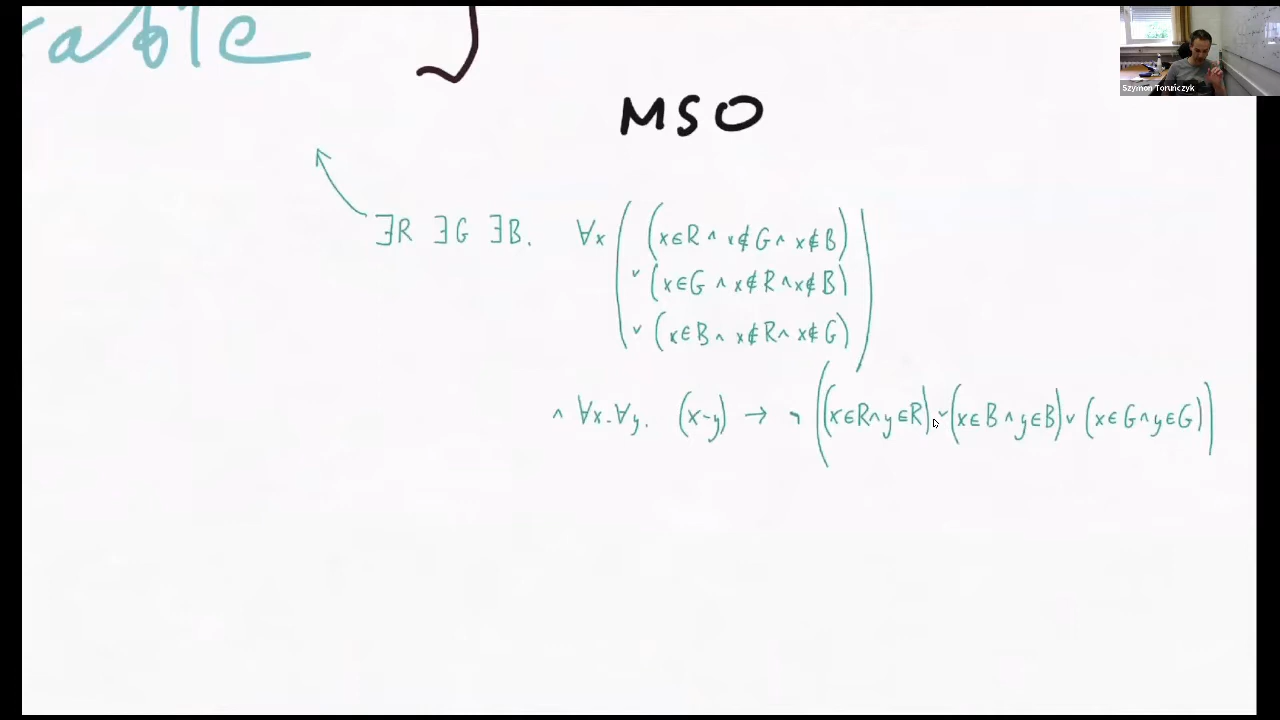 rable
Szymon Toruńczyk
MSO
∃R ∃G ∃B. ∀x ( (x∈R ∧ x∉G ∧ x∉B)
∨ (x∈G ∧ x∉R ∧ x∉B)
∨ (x∈B ∧ x∉R ∧ x∉G) )
∧ ∀x.∀y. (x-y) → ¬ ((x∈R ∧ y∈R) ∨ (x∈B ∧ y∈B) ∨ (x∈G ∧ y∈G))